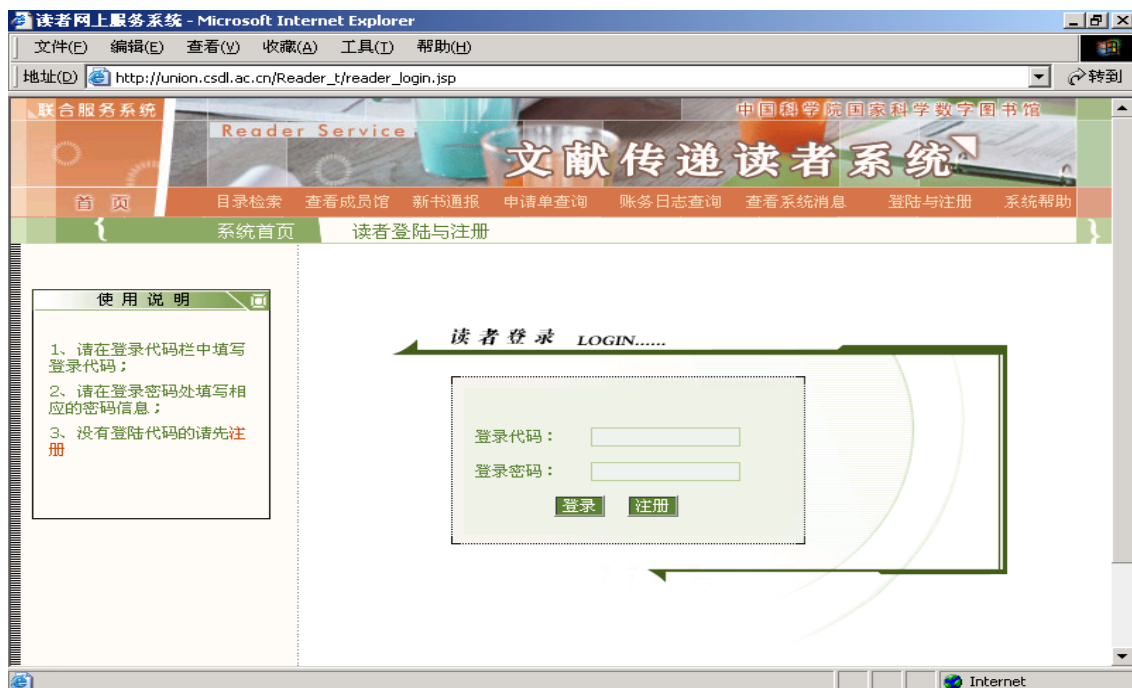 读者网上服务系统 - Microsoft Internet Explorer
文件(F) 编辑(E) 查看(V) 收藏(A) 工具(T) 帮助(H)
地址(D) http://union.csdl.ac.cn/Reader_t/reader_login.jsp 转到
联合服务系统
中国科学院国家科学数字图书馆
Reader Service
文献传递读者系统
首页 目录检索 查看成员馆 新书通报 申请单查询 账务日志查询 查看系统消息 登陆与注册 系统帮助
系统首页 读者登陆与注册
使用说明
1、请在登录代码栏中填写
登录代码；
2、请在登录密码处填写相
应的密码信息；
3、没有登陆代码的请先注
册
读者登录 LOGIN......
登录代码：
登录密码：
登录 注册
Internet